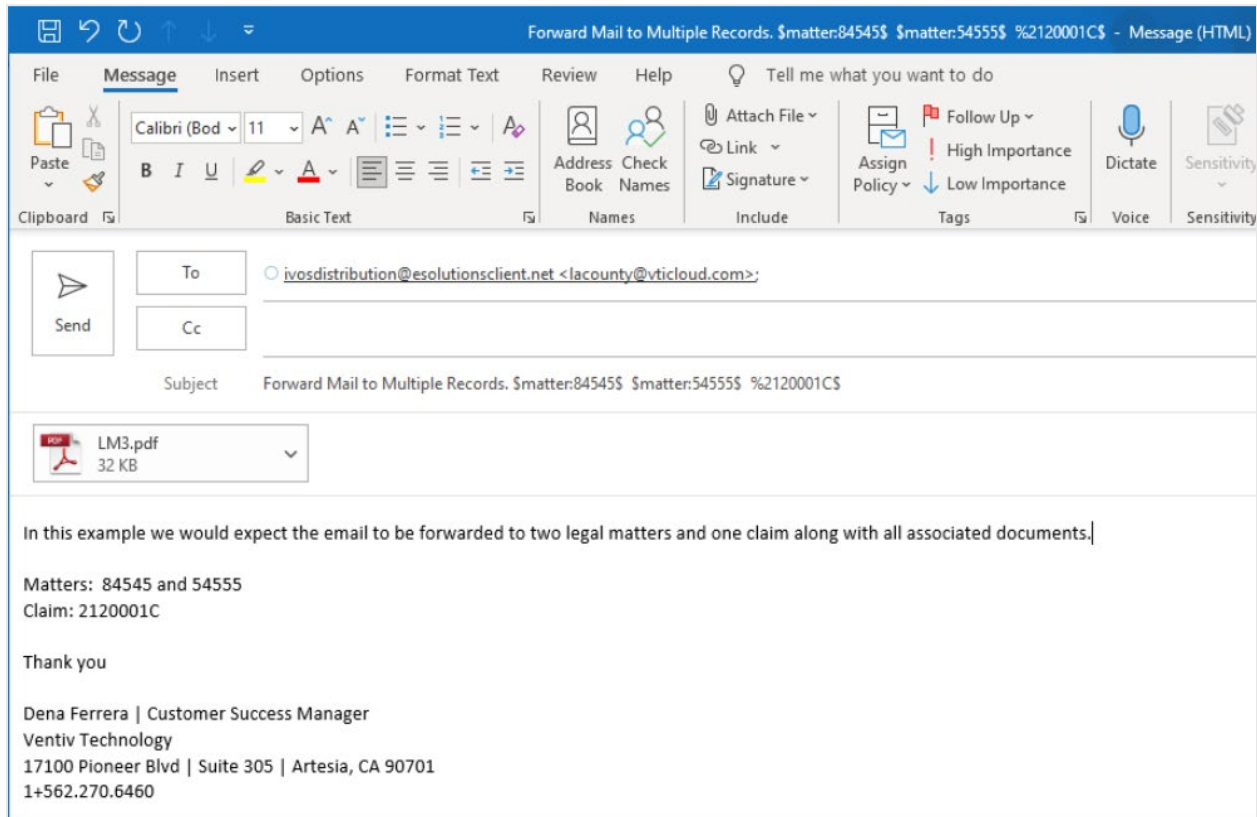 Forward Mail to Multiple Records. $matter:84545$ $matter:54555$ %2120001C$ - Message (HTML)
File Message Insert Options Format Text Review Help Tell me what you want to do
Paste
Clipboard
Calibri (Bod 11
B I U
Basic Text
Address Book
Check Names
Names
Attach File
Link
Signature
Include
Assign Policy
Follow Up
High Importance
Low Importance
Tags
Dictate
Voice
Sensitivity
Sensitivity
Send
To
ivosdistribution@esolutionsclient.net <lacounty@vticloud.com>;
Cc
Subject Forward Mail to Multiple Records. $matter:84545$ $matter:54555$ %2120001C$
PDF
LM3.pdf
32 KB
In this example we would expect the email to be forwarded to two legal matters and one claim along with all associated documents.
Matters: 84545 and 54555
Claim: 2120001C
Thank you
Dena Ferrera | Customer Success Manager
Ventiv Technology
17100 Pioneer Blvd | Suite 305 | Artesia, CA 90701
1+562.270.6460